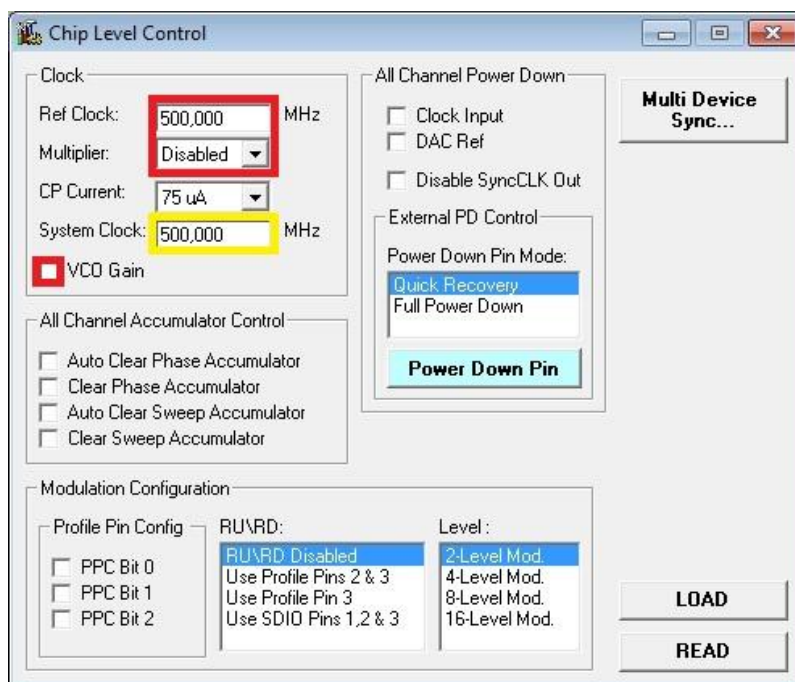 Chip Level Control
Clock
Ref Clock: 500,000 MHz
Multiplier: Disabled
CP Current: 75 uA
System Clock: 500,000 MHz
VCO Gain
All Channel Accumulator Control
Auto Clear Phase Accumulator
Clear Phase Accumulator
Auto Clear Sweep Accumulator
Clear Sweep Accumulator
All Channel Power Down
Clock Input
DAC Ref
Disable SyncCLK Out
External PD Control
Power Down Pin Mode:
Quick Recovery
Full Power Down
Power Down Pin
Multi Device
Sync...
Modulation Configuration
Profile Pin Config
PPC Bit 0
PPC Bit 1
PPC Bit 2
RU\RD:
RU\RD Disabled
Use Profile Pins 2 & 3
Use Profile Pin 3
Use SDIO Pins 1,2 & 3
Level :
2-Level Mod.
4-Level Mod.
8-Level Mod.
16-Level Mod.
LOAD
READ